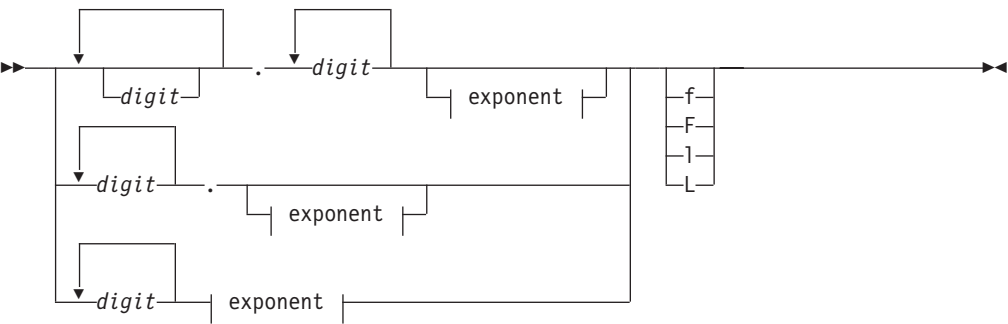 . digit
digit exponent f
F
l
digit . L
exponent
digit exponent